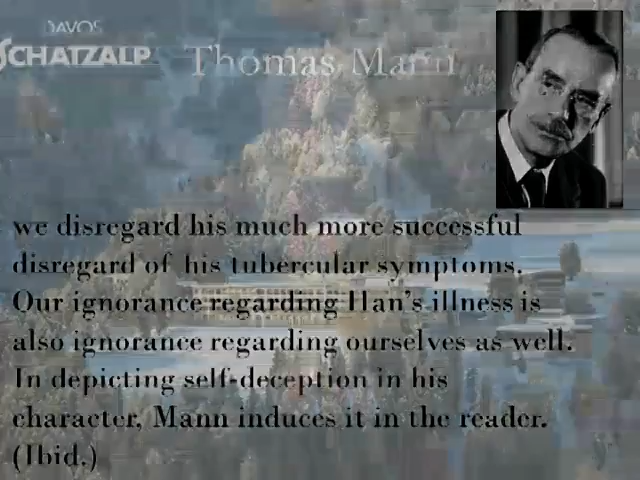 DAVOS
SCHATZALP
Thomas Mann
we disregard his much more successful
disregard of his tubercular symptoms.
Our ignorance regarding Han's illness is
also ignorance regarding ourselves as well.
In depicting self-deception in his
character, Mann induces it in the reader.
(Ibid.)